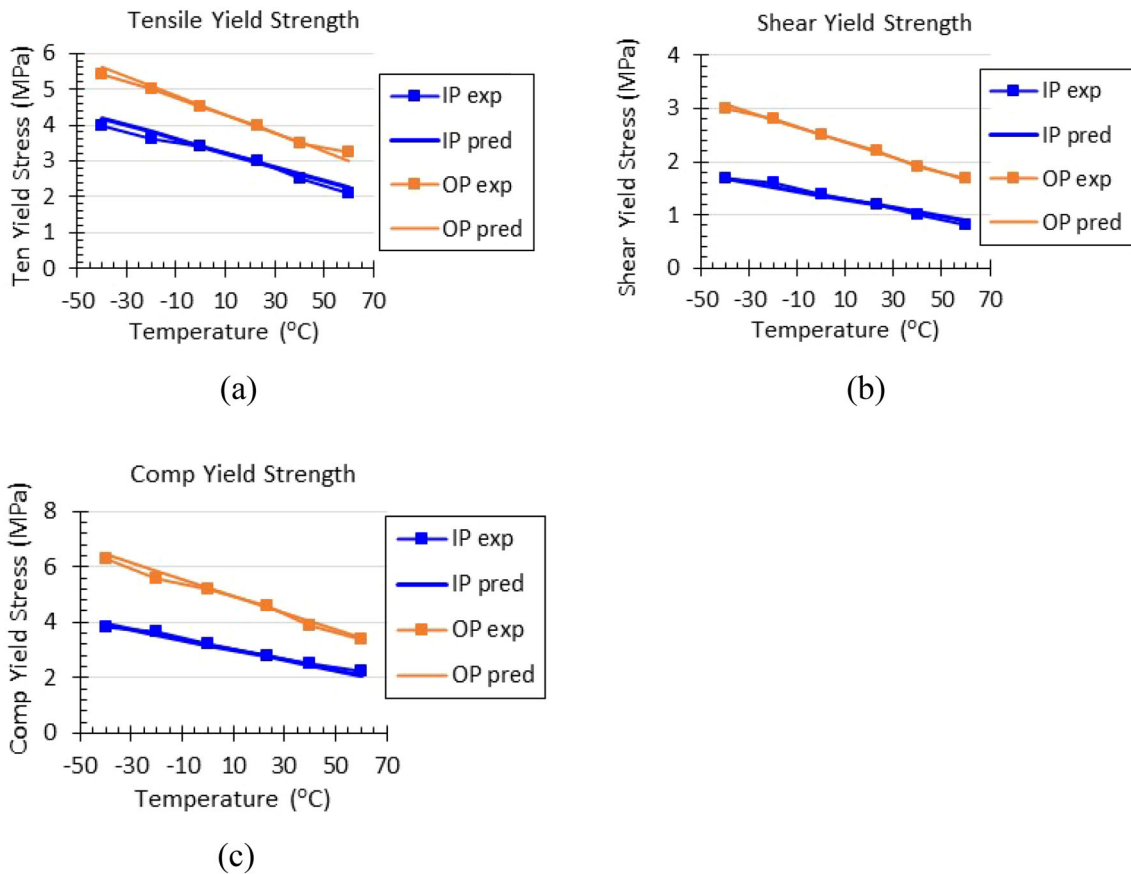 Tensile Yield Strength
Ten Yield Stress (MPa)
6
5
4
3
2
1
0
-50 -30 -10 10 30 50 70
Temperature (°C)
IP exp
IP pred
OP exp
OP pred
(a)
Shear Yield Strength
Shear Yield Stress (MPa)
4
3
2
1
0
-50 -30 -10 10 30 50 70
Temperature (°C)
IP exp
IP pred
OP exp
OP pred
(b)
Comp Yield Strength
Comp Yield Stress (MPa)
8
6
4
2
0
-50 -30 -10 10 30 50 70
Temperature (°C)
IP exp
IP pred
OP exp
OP pred
(c)